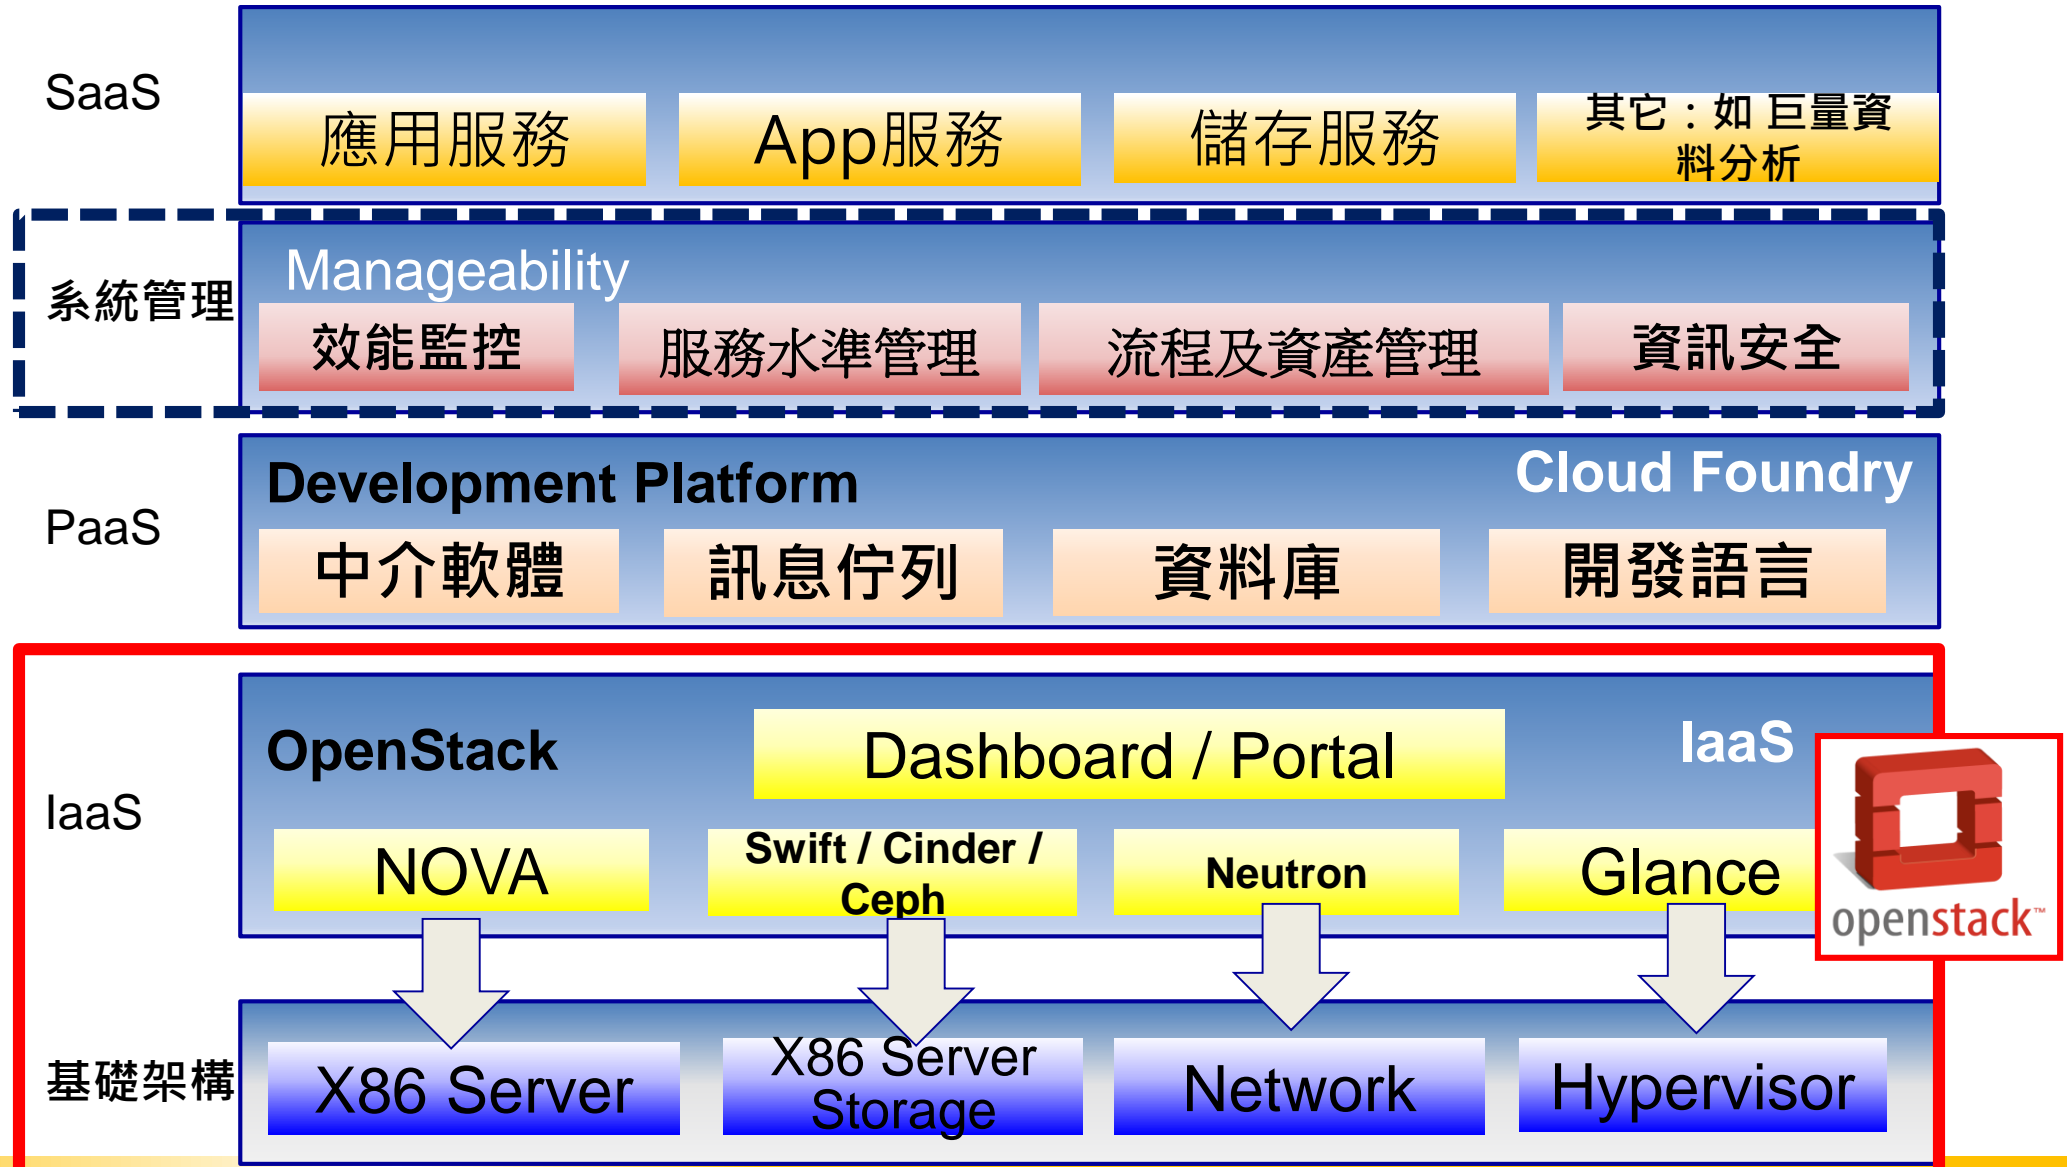 SaaS
應用服務
App服務
儲存服務
其它：如 巨量資
料分析
系統管理
Manageability
效能監控
服務水準管理
流程及資產管理
資訊安全
PaaS
Development Platform
Cloud Foundry
中介軟體
訊息佇列
資料庫
開發語言
IaaS
OpenStack
Dashboard / Portal
IaaS
NOVA
Swift / Cinder /
Ceph
Neutron
Glance
openstack™
基礎架構
X86 Server
X86 Server
Storage
Network
Hypervisor